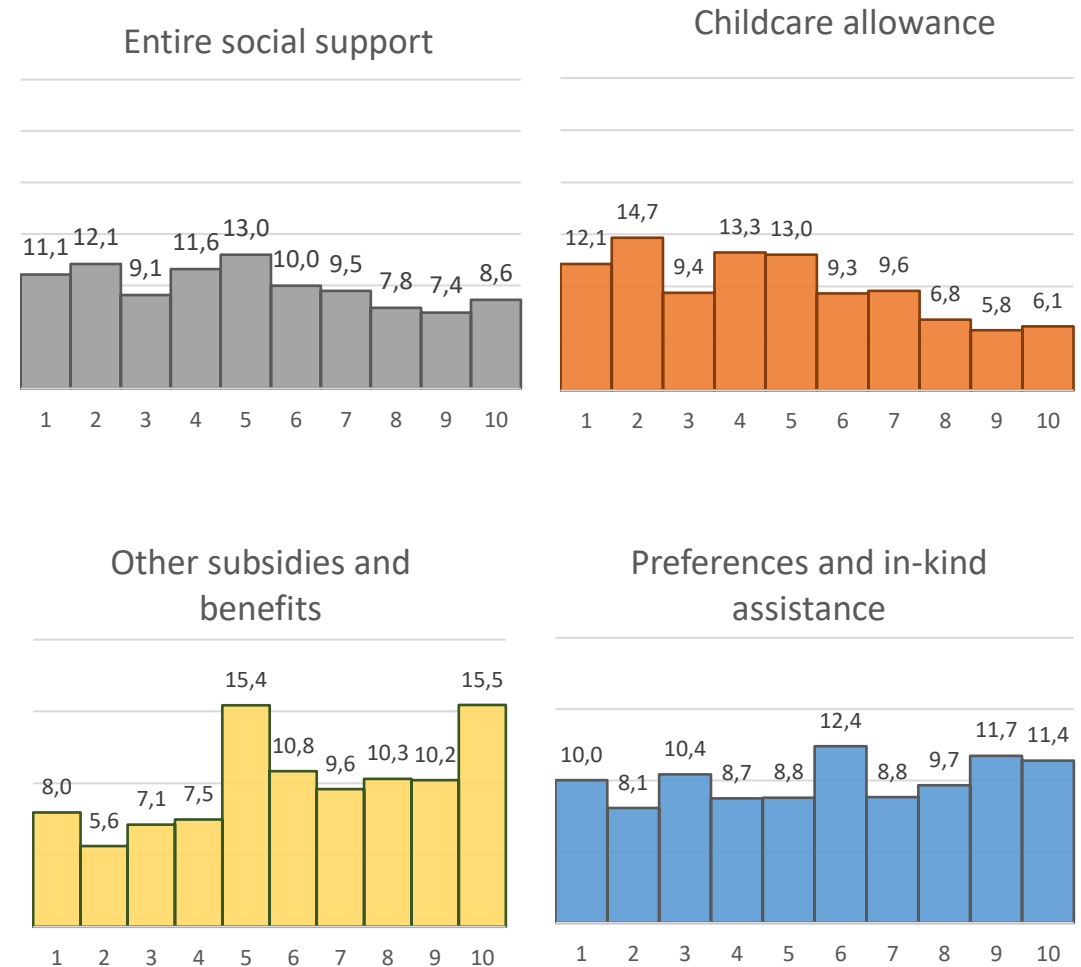 Entire social support
11,1 12,1 9,1 11,6 13,0 10,0 9,5 7,8 7,4 8,6
1 2 3 4 5 6 7 8 9 10
Childcare allowance
12,1 14,7 9,4 13,3 13,0 9,3 9,6 6,8 5,8 6,1
1 2 3 4 5 6 7 8 9 10
Other subsidies and
benefits
8,0 5,6 7,1 7,5 15,4 10,8 9,6 10,3 10,2 15,5
1 2 3 4 5 6 7 8 9 10
Preferences and in-kind
assistance
10,0 8,1 10,4 8,7 8,8 12,4 8,8 9,7 11,7 11,4
1 2 3 4 5 6 7 8 9 10